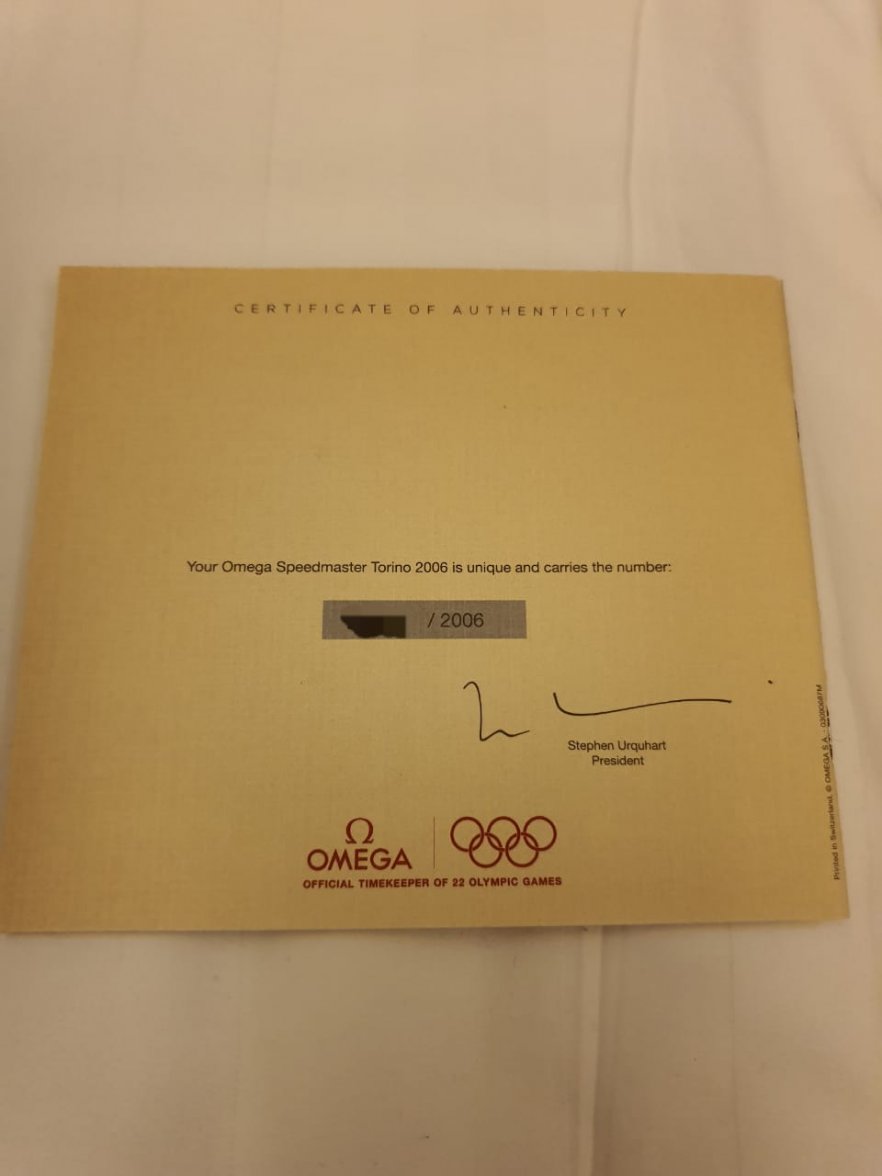 CERTIFICATE OF AUTHENTICITY
Your Omega Speedmaster Torino 2006 is unique and carries the number:
/ 2006
Stephen Urquhart
President
Ω
OMEGA
OFFICIAL TIMEKEEPER OF 22 OLYMPIC GAMES
Printed in Switzerland. © OMEGA S.A. -